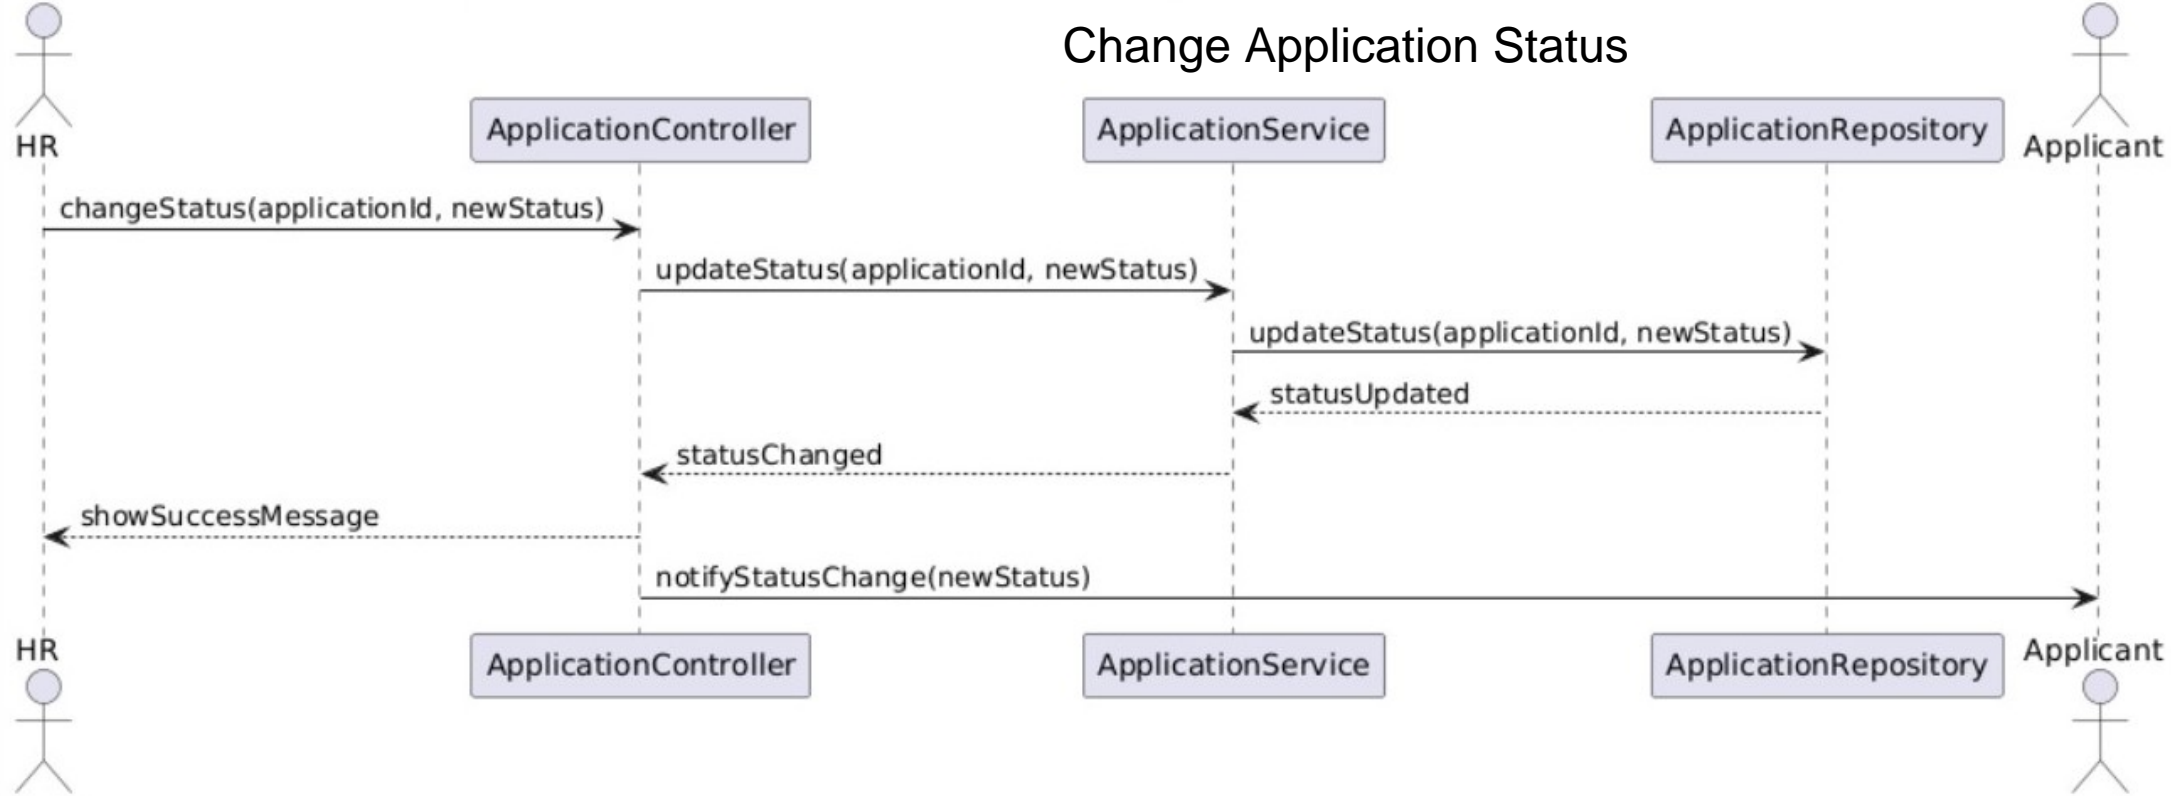 Change Application Status
HR
ApplicationController
ApplicationService
ApplicationRepository
Applicant
changeStatus(applicationId, newStatus)
updateStatus(applicationId, newStatus)
updateStatus(applicationId, newStatus)
statusUpdated
statusChanged
showSuccessMessage
notifyStatusChange(newStatus)
HR
ApplicationController
ApplicationService
ApplicationRepository
Applicant